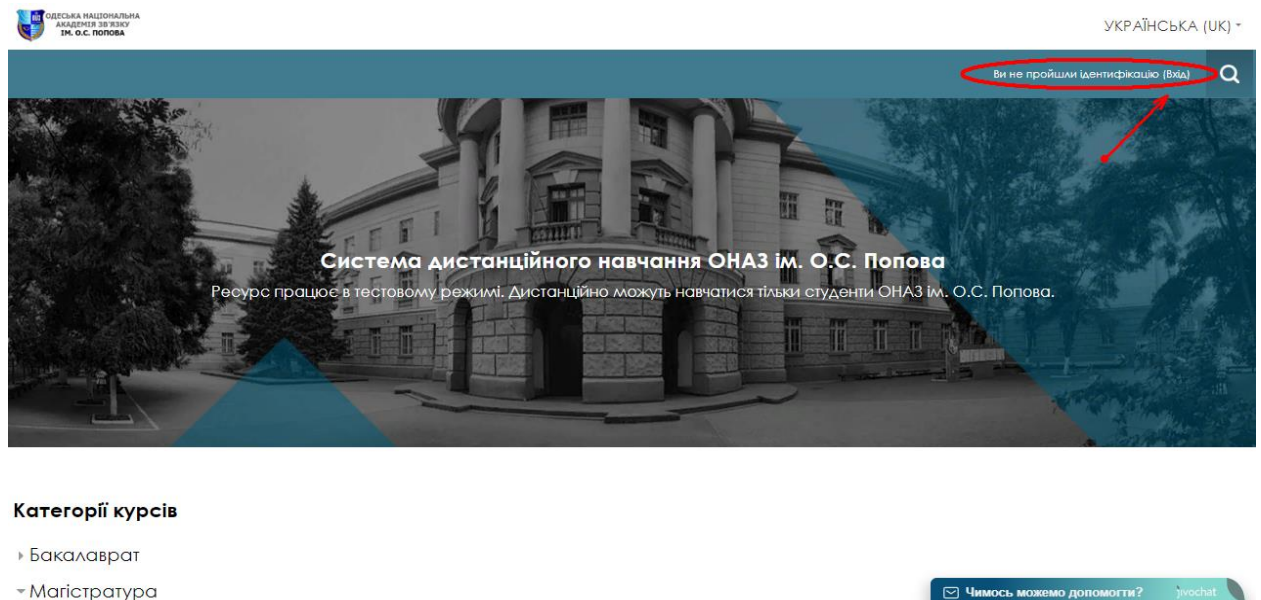 ОДЕСЬКА НАЦІОНАЛЬНА
АКАДЕМІЯ ЗВ'ЯЗКУ
ІМ. О.С. ПОПОВА
УКРАЇНСЬКА (UK)
Ви не пройшли ідентифікацію (Вхід)
Система дистанційного навчання ОНАЗ ім. О.С. Попова
Ресурс працює в тестовому режимі. Дистанційно можуть навчатися тільки студенти ОНАЗ ім. О.С. Попова.
Категорії курсів
Бакалаврат
Магістратура
Чимось можемо допомогти? jivochat